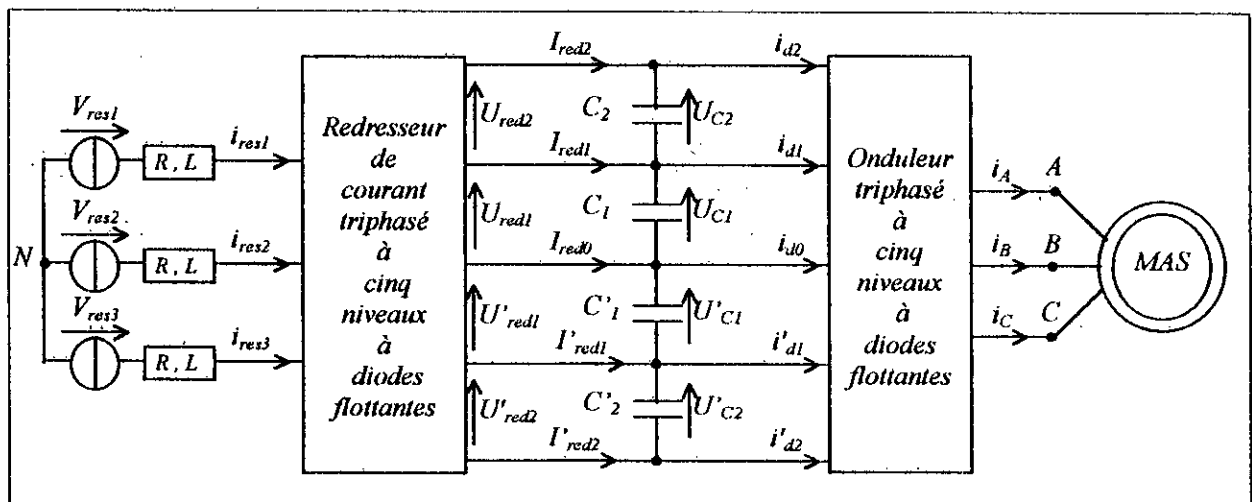 I_red2
i_d2
V_res1
i_res1
R, L
U_red2
C_2
U_C2
I_red1
i_d1
Redresseur
de
courant
triphasé
à
cinq
niveaux
à
diodes
flottantes
Onduleur
triphasé
à
cinq
niveaux
à
diodes
flottantes
i_A
A
V_res2
i_res2
R, L
N
U_red1
C_1
U_C1
I_red0
i_d0
i_B
B
MAS
V_res3
i_res3
R, L
U'_red1
C'_1
U'_C1
I'_red1
i'_d1
i_C
C
U'_red2
C'_2
U'_C2
I'_red2
i'_d2